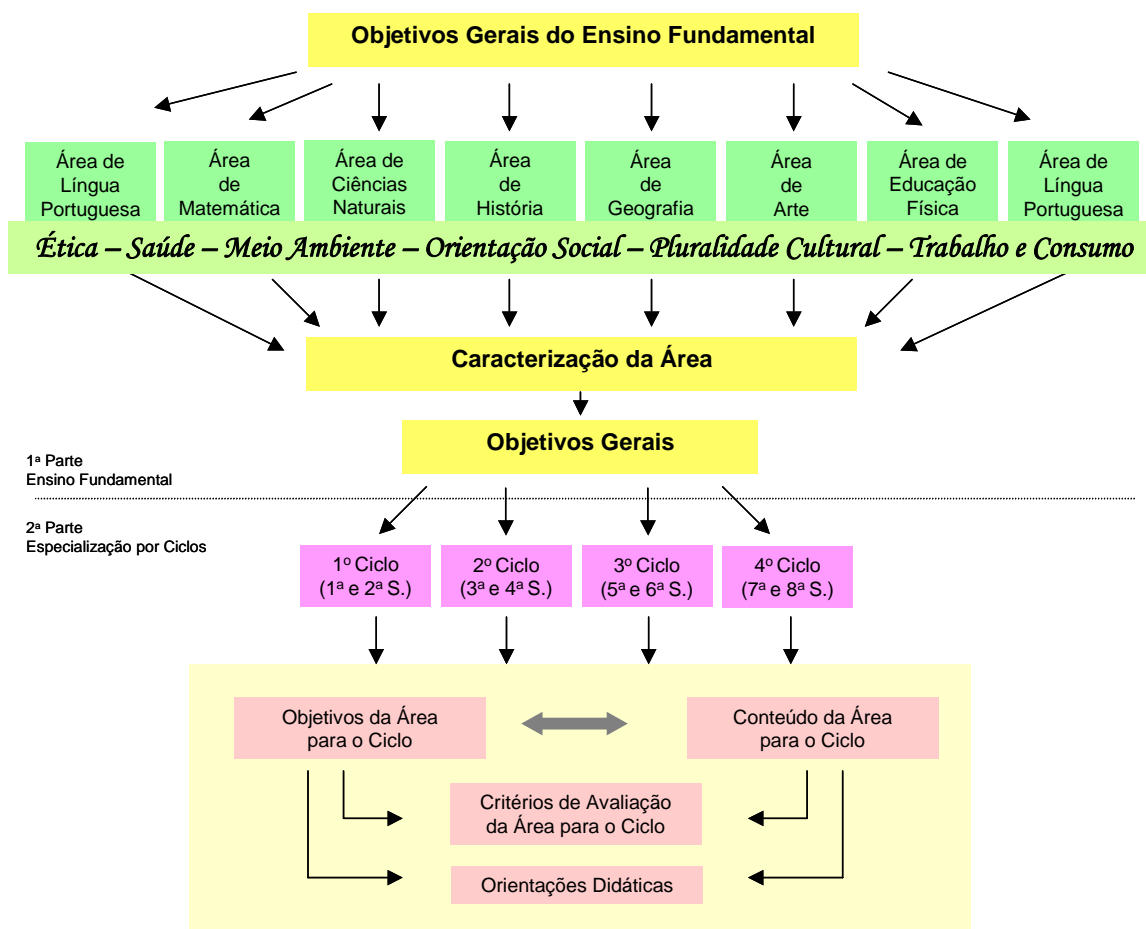 Objetivos Gerais do Ensino Fundamental
Área de
Língua
Portuguesa
Área
de
Matemática
Área de
Ciências
Naturais
Área
de
História
Área
de
Geografia
Área
de
Arte
Área de
Educação
Física
Área de
Língua
Portuguesa
Ética – Saúde – Meio Ambiente – Orientação Social – Pluralidade Cultural – Trabalho e Consumo
Caracterização da Área
Objetivos Gerais
1ª Parte
Ensino Fundamental
2ª Parte
Especialização por Ciclos
1º Ciclo
(1ª e 2ª S.)
2º Ciclo
(3ª e 4ª S.)
3º Ciclo
(5ª e 6ª S.)
4º Ciclo
(7ª e 8ª S.)
Objetivos da Área
para o Ciclo
Conteúdo da Área
para o Ciclo
Critérios de Avaliação
da Área para o Ciclo
Orientações Didáticas